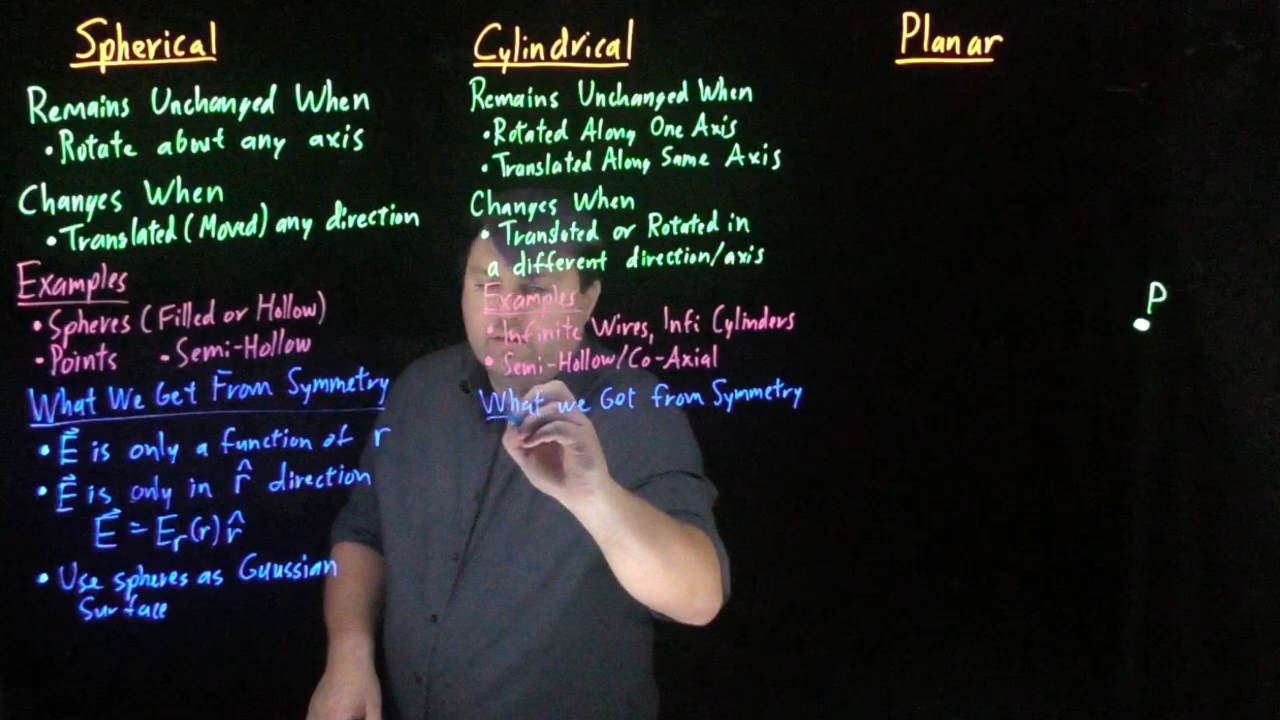 Spherical
Remains Unchanged When
• Rotate about any axis
Changes When
• Translated (Moved) any direction
Examples
• Spheres (Filled or Hollow)
• Points • Semi-Hollow
What We Get From Symmetry
• E⃗ is only a function of r
• E⃗ is only in r̂ direction
E⃗ = Eᵣ(r) r̂
• Use spheres as Gaussian
Surface
Cylindrical
Remains Unchanged When
• Rotated Along One Axis
• Translated Along Same Axis
Changes When
• Translated or Rotated in
a different direction/axis
Examples
• Infinite Wires, Infi Cylinders
• Semi-Hollow/Co-Axial
What we Got from Symmetry
Planar
P